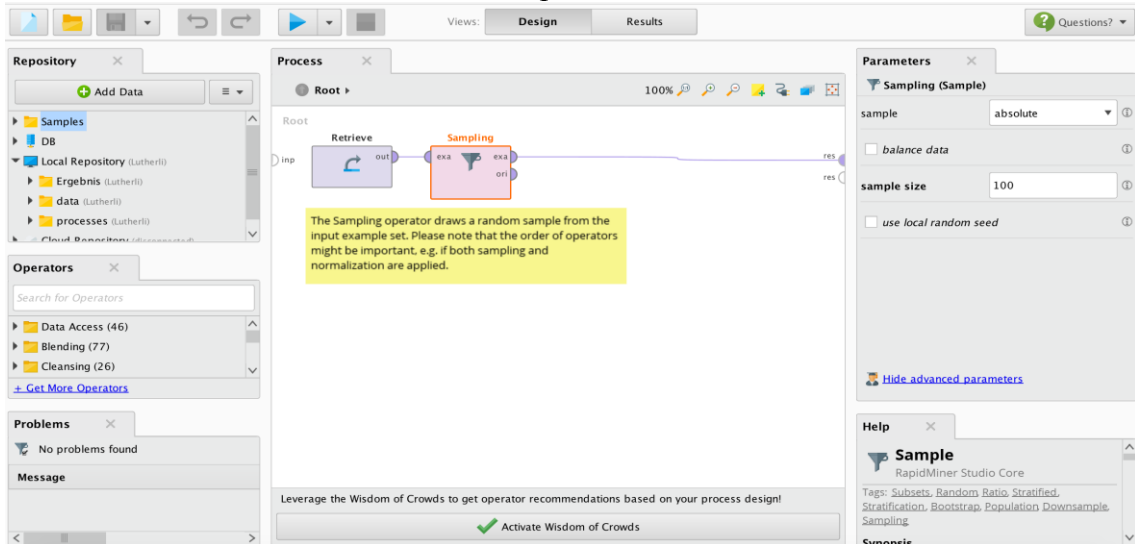 Views: Design Results Questions?
Repository
Add Data
Samples
DB
Local Repository (Lutherli)
Ergebnis (Lutherli)
data (Lutherli)
processes (Lutherli)
Cloud Repository (disconnected)
Operators
Search for Operators
Data Access (46)
Blending (77)
Cleansing (26)
+ Get More Operators
Problems
No problems found
Message
Process
Root
100%
Root
Retrieve
Sampling
inp
out
exa
exa
ori
res
res
The Sampling operator draws a random sample from the
input example set. Please note that the order of operators
might be important, e.g. if both sampling and
normalization are applied.
Leverage the Wisdom of Crowds to get operator recommendations based on your process design!
Activate Wisdom of Crowds
Parameters
Sampling (Sample)
sample absolute
balance data
sample size 100
use local random seed
Hide advanced parameters
Help
Sample
RapidMiner Studio Core
Tags: Subsets, Random, Ratio, Stratified,
Stratification, Bootstrap, Population, Downsample,
Sampling
Synopsis